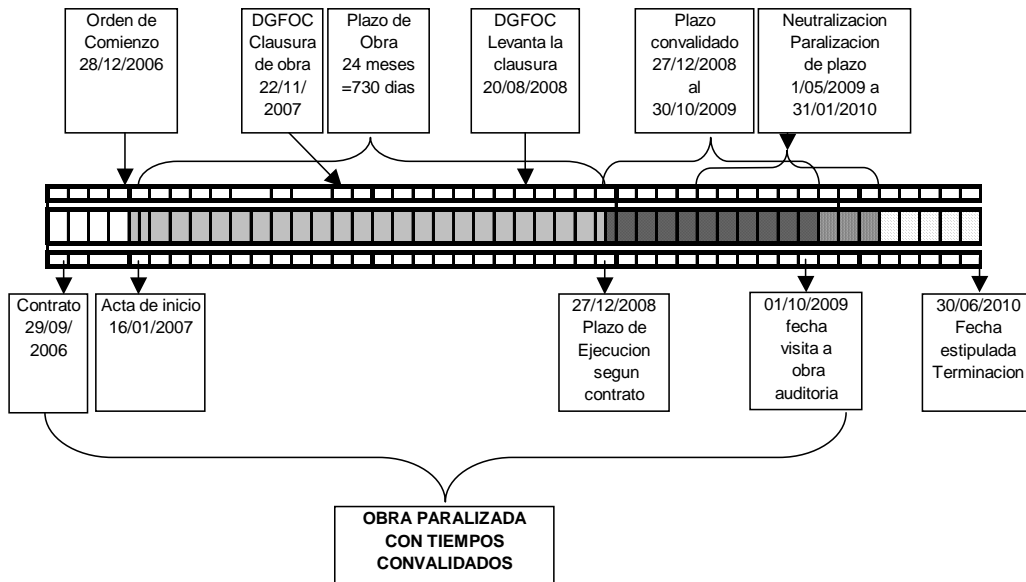 Orden de
Comienzo
28/12/2006
DGFOC
Clausura
de obra
22/11/
2007
Plazo de
Obra
24 meses
=730 dias
DGFOC
Levanta la
clausura
20/08/2008
Plazo
convalidado
27/12/2008
al
30/10/2009
Neutralizacion
Paralizacion
de plazo
1/05/2009 a
31/01/2010
Contrato
29/09/
2006
Acta de inicio
16/01/2007
27/12/2008
Plazo de
Ejecucion
segun
contrato
01/10/2009
fecha
visita a
obra
auditoria
30/06/2010
Fecha
estipulada
Terminacion
OBRA PARALIZADA
CON TIEMPOS
CONVALIDADOS